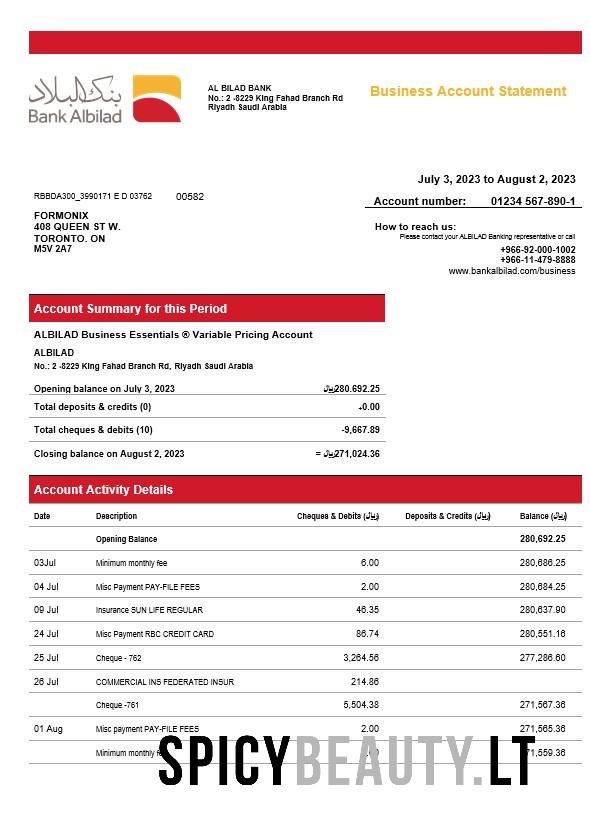 بنك البلاد
Bank Albilad
AL BILAD BANK
No.: 2 -8229 King Fahad Branch Rd
Riyadh Saudi Arabia
Business Account Statement
July 3, 2023 to August 2, 2023
RBBDA300_3990171 E D 03762 00582
Account number: 01234 567-890-1
FORMONIX
408 QUEEN ST W.
TORONTO. ON
M5V 2A7
How to reach us:
Please contact your ALBILAD Banking representative or call
+966-92-000-1002
+966-11-479-8888
www.bankalbilad.com/business
Account Summary for this Period
ALBILAD Business Essentials ® Variable Pricing Account
ALBILAD
No.: 2 -8229 King Fahad Branch Rd, Riyadh Saudi Arabia
Opening balance on July 3, 2023 ﷼280.692.25
Total deposits & credits (0) +0.00
Total cheques & debits (10) -9,667.89
Closing balance on August 2, 2023 = ﷼271,024.36
Account Activity Details
Date Description Cheques & Debits (﷼) Deposits & Credits (﷼) Balance (﷼)
Opening Balance 280,692.25
03Jul Minimum monthly fee 6.00 280,686.25
04 Jul Misc Payment PAY-FILE FEES 2.00 280,684.25
09 Jul Insurance SUN LIFE REGULAR 46.35 280,637.90
24 Jul Misc Payment RBC CREDIT CARD 86.74 280,551.16
25 Jul Cheque - 762 3,264.56 277,286.60
26 Jul COMMERCIAL INS FEDERATED INSUR 214.86
Cheque -761 5,504.38 271,567.36
01 Aug Misc payment PAY-FILE FEES 2.00 271,565.36
Minimum monthly 71,559.36
SPICYBEAUTY.LT